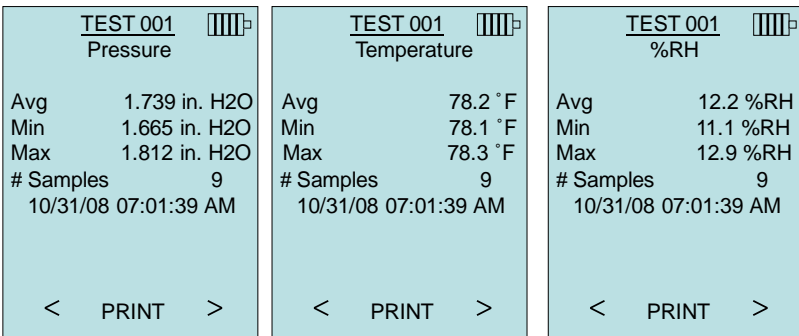 TEST 001
Pressure
Avg 1.739 in. H2O
Min 1.665 in. H2O
Max 1.812 in. H2O
# Samples 9
10/31/08 07:01:39 AM
< PRINT >
TEST 001
Temperature
Avg 78.2 °F
Min 78.1 °F
Max 78.3 °F
# Samples 9
10/31/08 07:01:39 AM
< PRINT >
TEST 001
%RH
Avg 12.2 %RH
Min 11.1 %RH
Max 12.9 %RH
# Samples 9
10/31/08 07:01:39 AM
< PRINT >